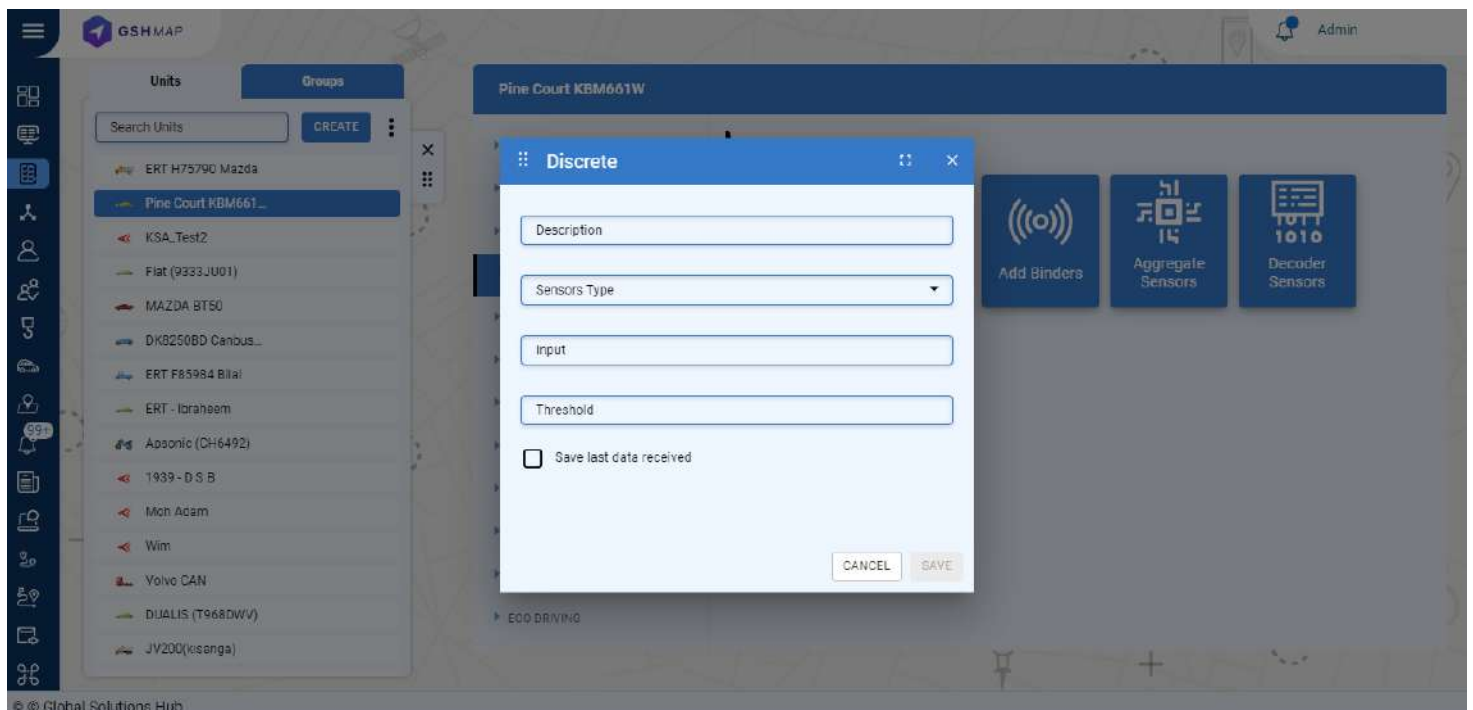 GSHMAP
Admin
Units
Groups
Pine Court KBM661W
Search Units
CREATE
ERT H75790 Mazda
Pine Court KBM661...
KSA_Test2
Fiat (9333JU01)
MAZDA BT50
DK8250BD Canbus...
ERT F85984 Bilal
ERT - Ibraheem
99+
Apsonic (CH6492)
1939 - D S B
Moh Adam
Wim
Volvo CAN
DUALIS (T968DWV)
JV200(kisanga)
Discrete
Description
Sensors Type
Input
Threshold
Save last data received
CANCEL
SAVE
Add Binders
Aggregate
Sensors
1010
Decoder
Sensors
ECO DRIVING
© © Global Solutions Hub